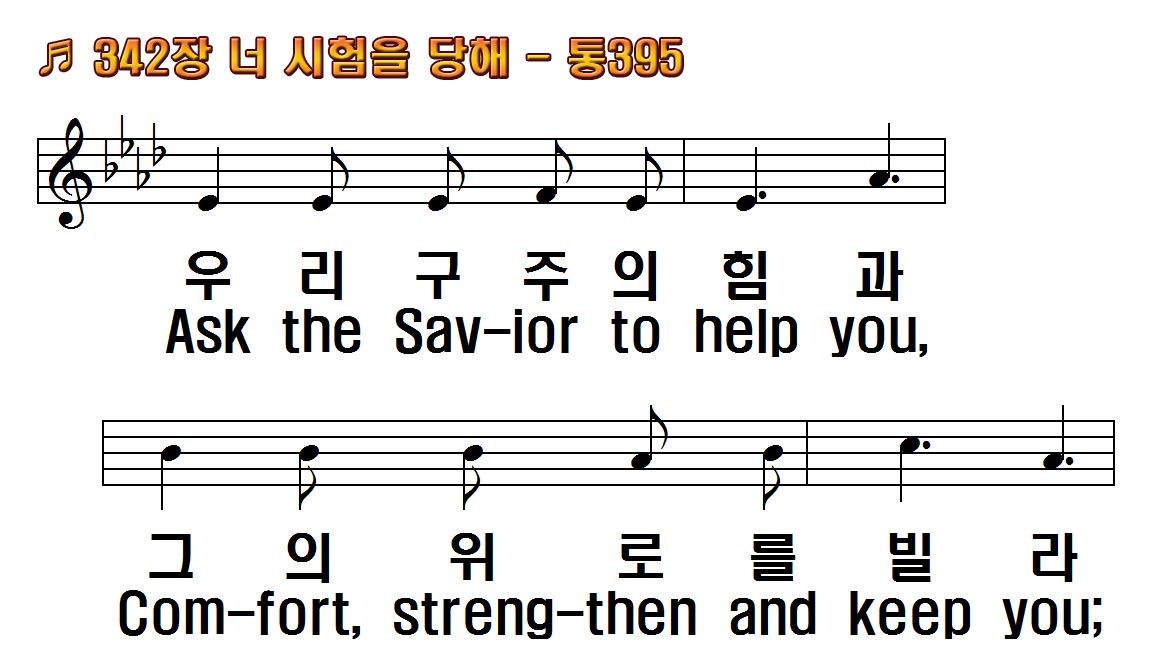 ♬ 342장 너 시험을 당해 - 통395
우 리 구 주 의 힘 과
Ask the Sav-ior to help you,
그 의 위 로 를 빌 라
Com-fort, streng-then and keep you;